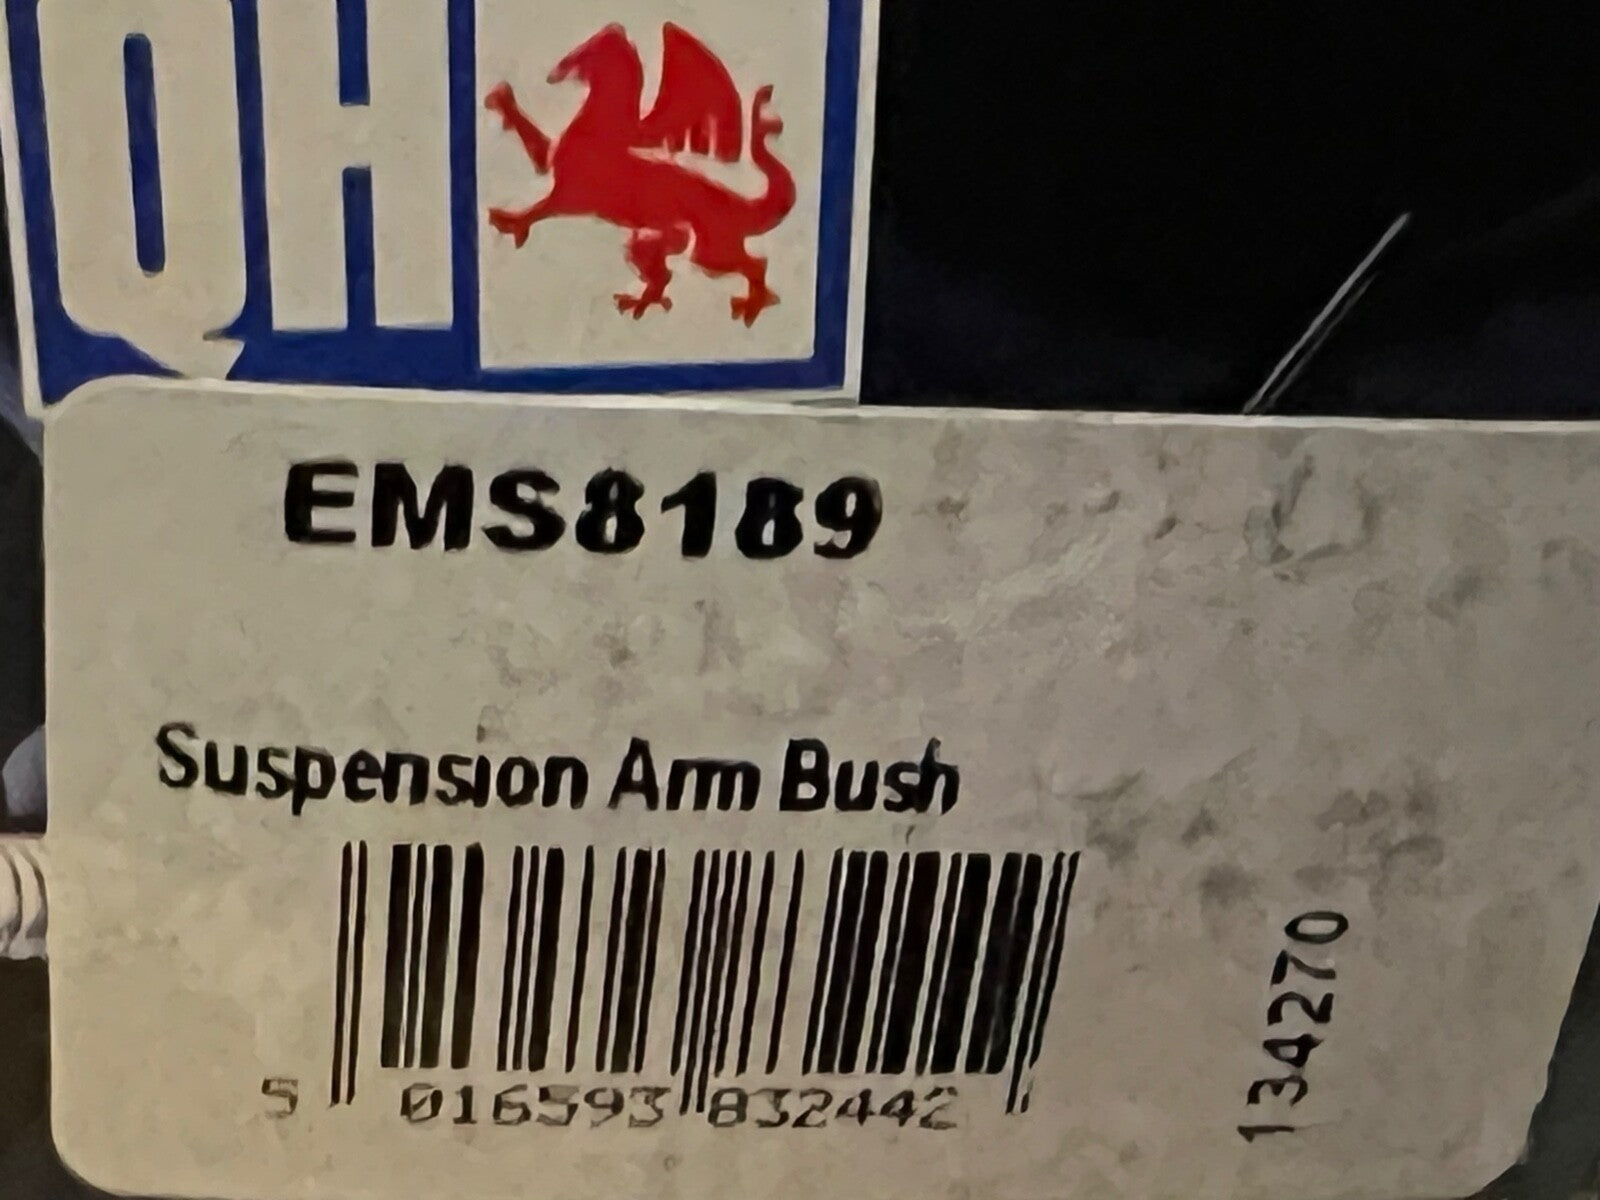 QH
EMS8189
Suspension Arm Bush
5 016593 832442
134270